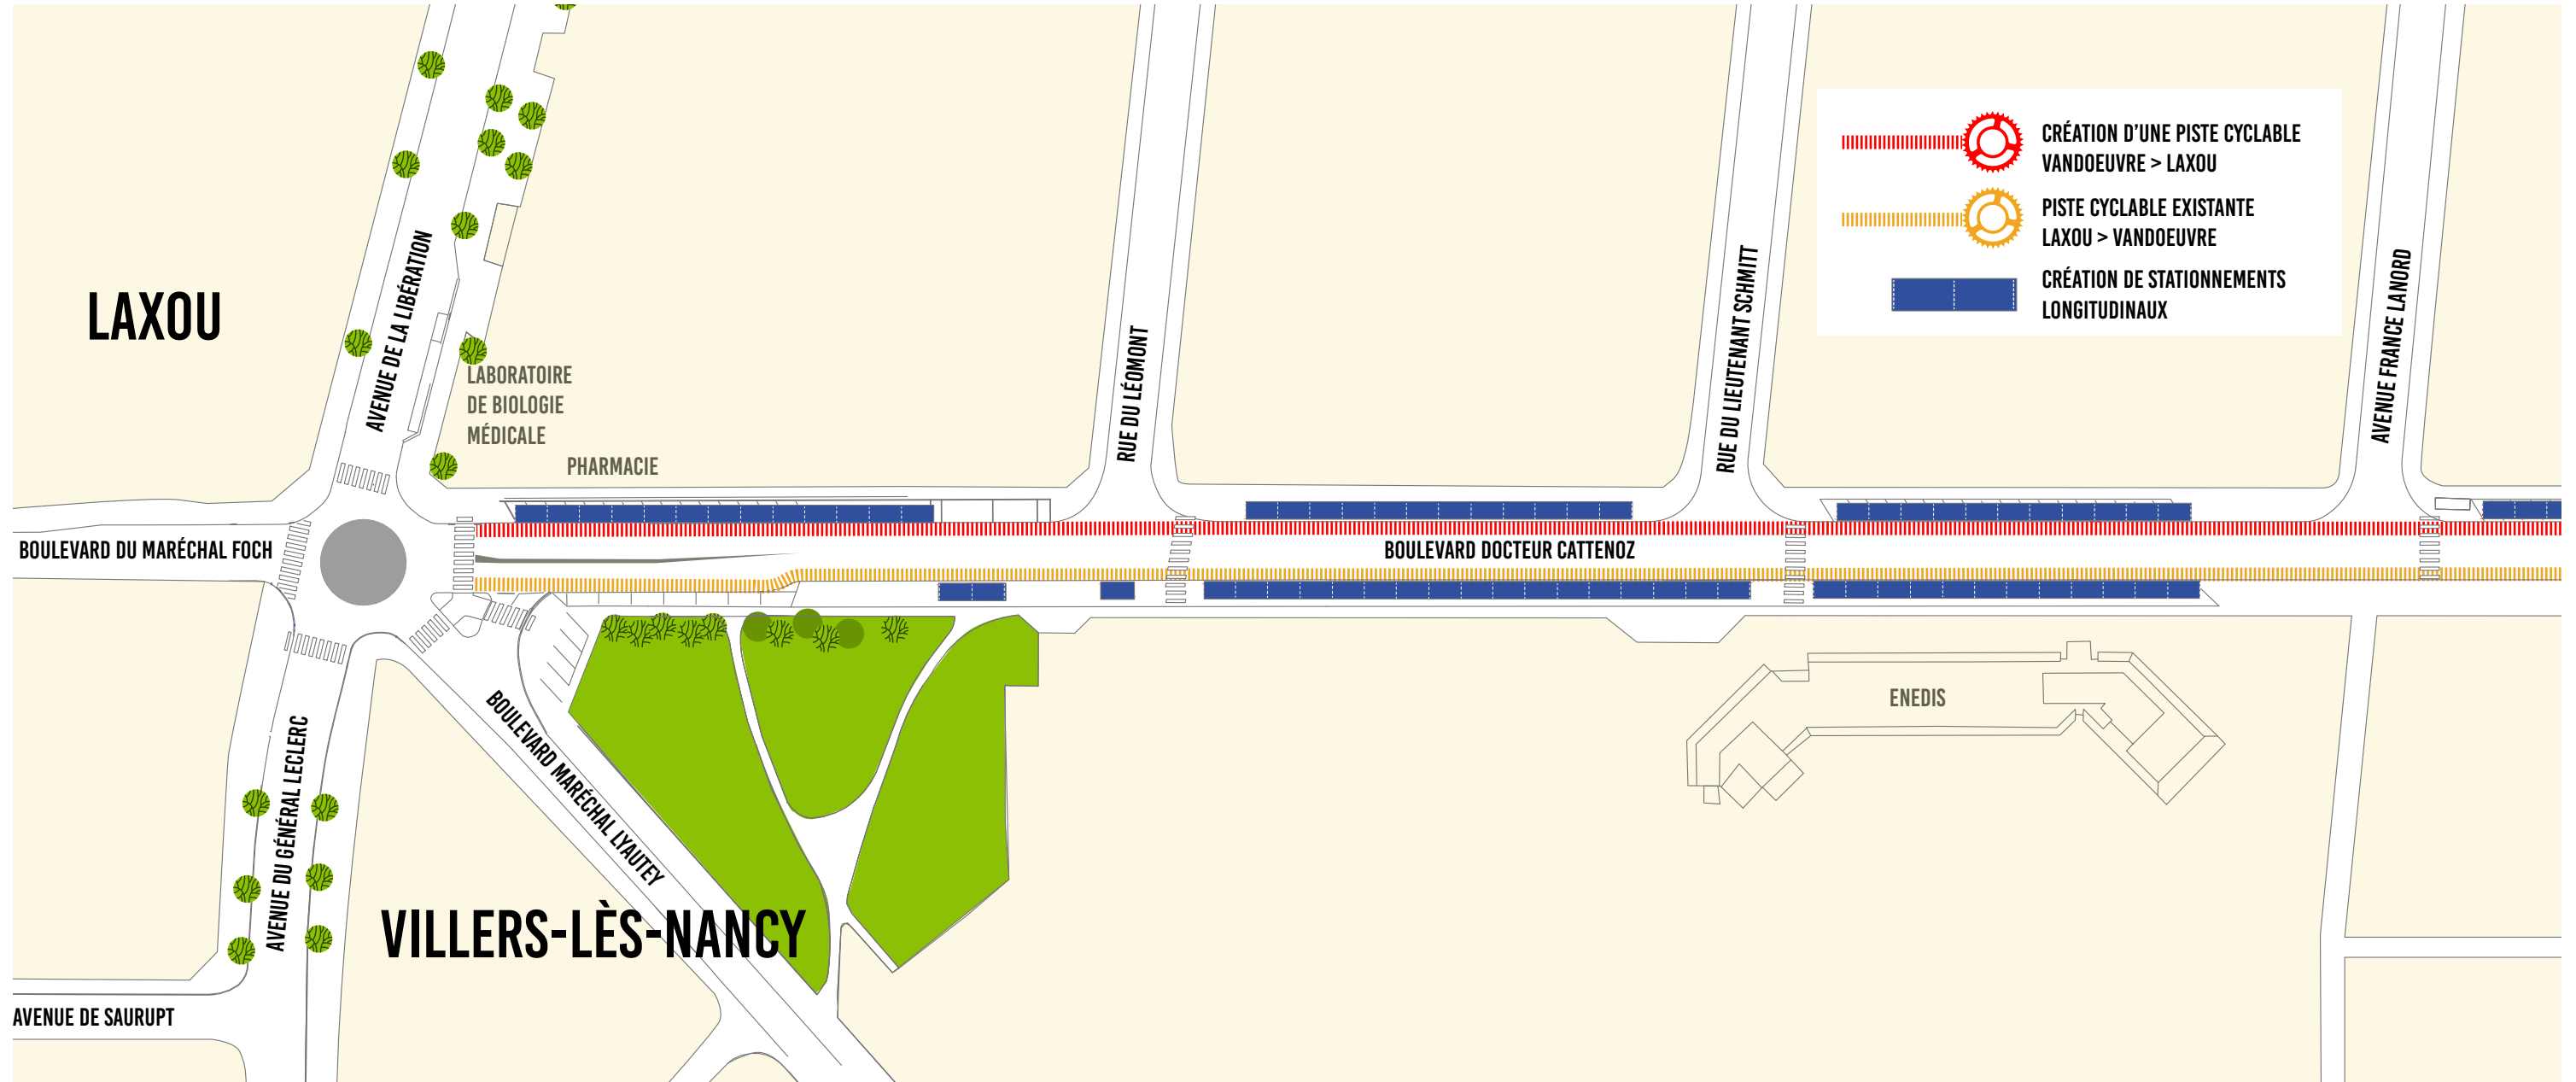 LAXOU
AVENUE DE LA LIBÉRATION
LABORATOIRE
DE BIOLOGIE
MÉDICALE
PHARMACIE
RUE DU LÉOMONT
RUE DU LIEUTENANT SCHMITT
AVENUE FRANCE LANORD
CRÉATION D'UNE PISTE CYCLABLE
VANDOEUVRE > LAXOU
PISTE CYCLABLE EXISTANTE
LAXOU > VANDOEUVRE
CRÉATION DE STATIONNEMENTS
LONGITUDINAUX
BOULEVARD DU MARÉCHAL FOCH
BOULEVARD DOCTEUR CATTENOZ
ENEDIS
BOULEVARD MARÉCHAL LYAUTEY
AVENUE DU GÉNÉRAL LECLERC
VILLERS-LÈS-NANCY
AVENUE DE SAURUPT